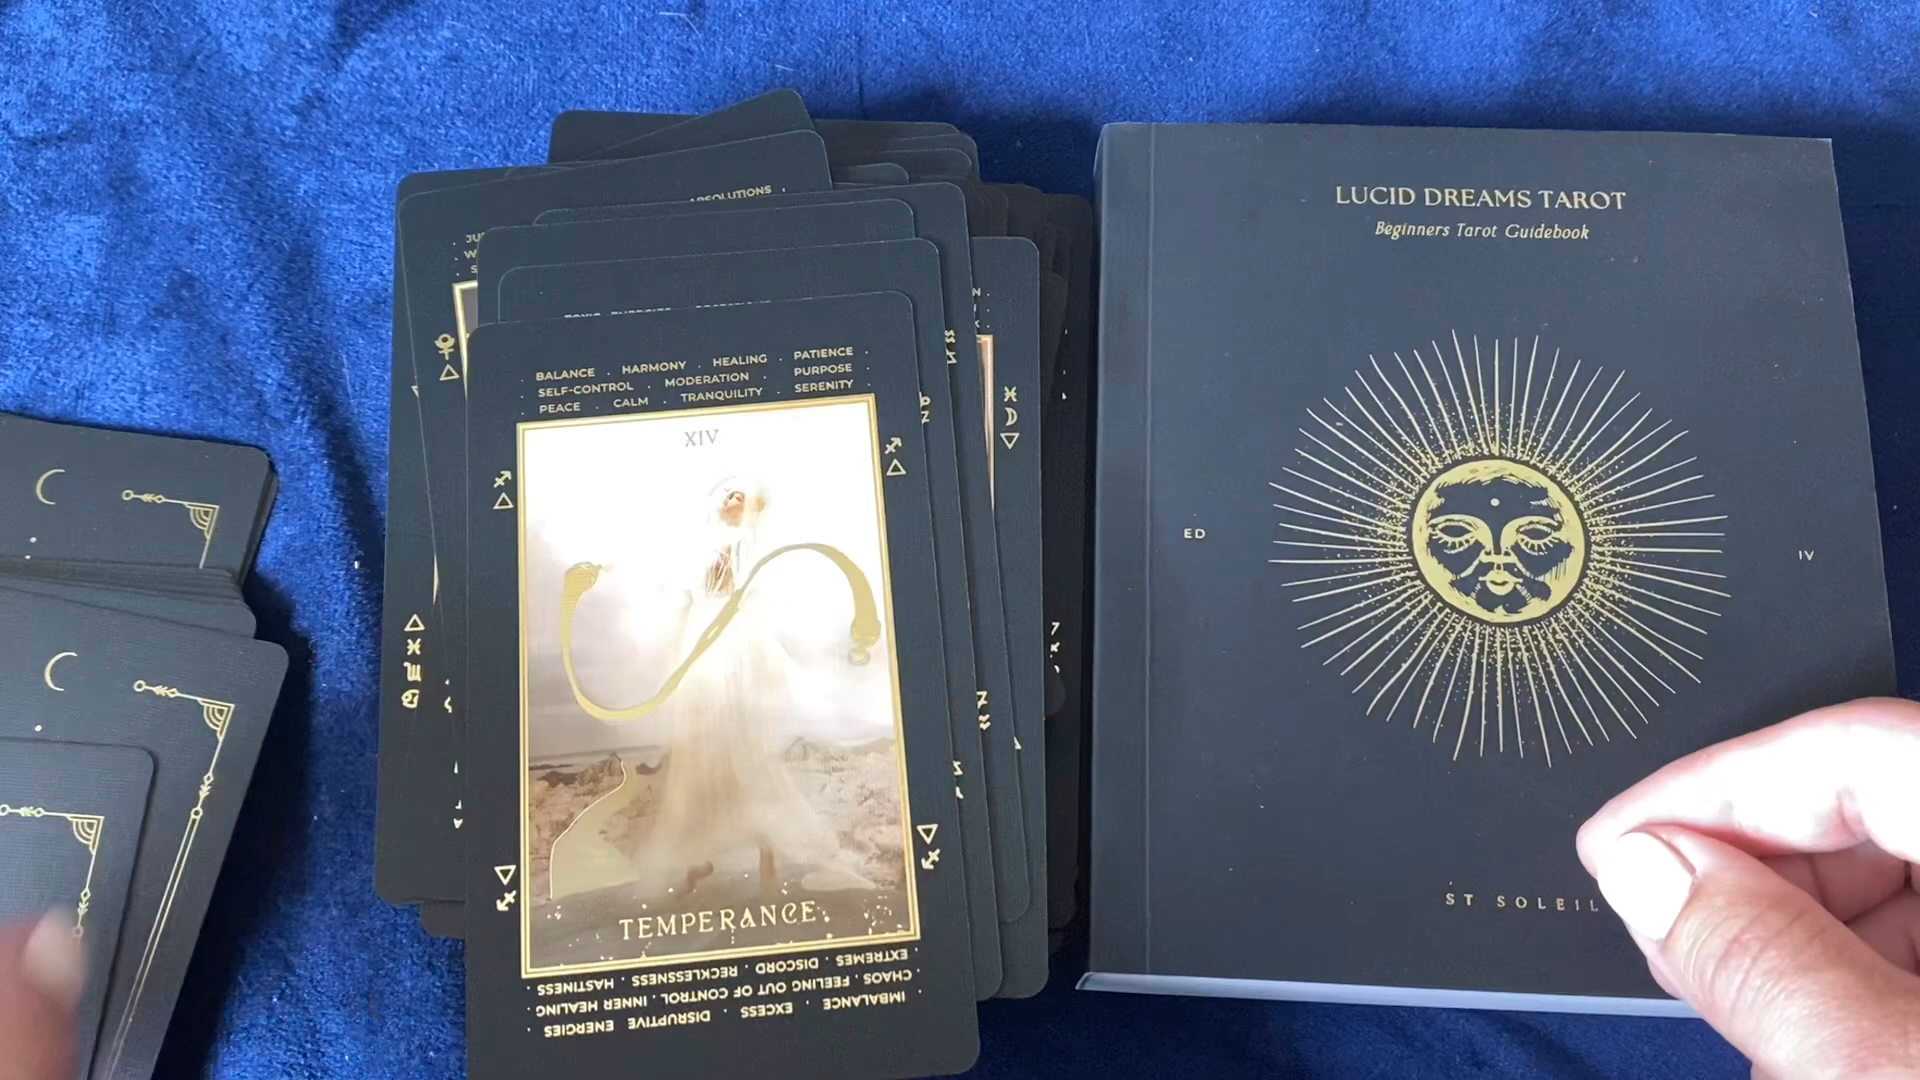 ABSOLUTIONS
BALANCE . HARMONY . HEALING . PATIENCE .
. SELF-CONTROL . MODERATION . PURPOSE .
. PEACE . CALM . TRANQUILITY . SERENITY .
XIV
TEMPERANCE
IMBALANCE . EXCESS . DISRUPTIVE ENERGIES .
CHAOS . FEELING OUT OF CONTROL . INNER HEALING .
EXTREMES . DISCORD . RECKLESSNESS . HASTINESS .
LUCID DREAMS TAROT
Beginners Tarot Guidebook
ED
IV
ST SOLEIL